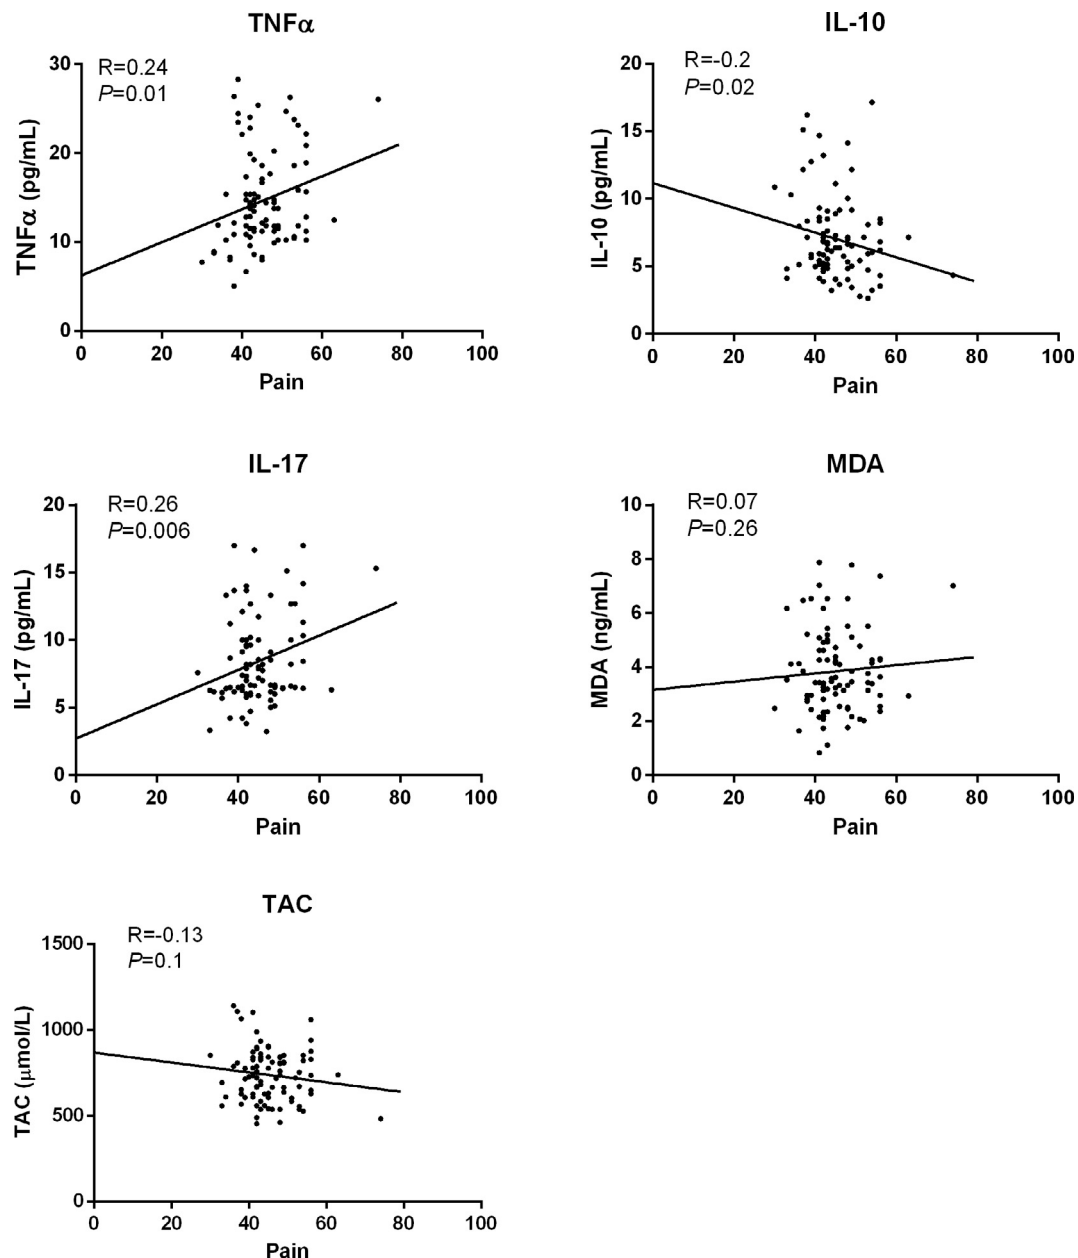 TNFα
R=0.24
P=0.01
TNFα (pg/mL)
30
20
10
0
0 20 40 60 80 100
Pain
IL-10
R=-0.2
P=0.02
IL-10 (pg/mL)
20
15
10
5
0
0 20 40 60 80 100
Pain
IL-17
R=0.26
P=0.006
IL-17 (pg/mL)
20
15
10
5
0
0 20 40 60 80 100
Pain
MDA
R=0.07
P=0.26
MDA (ng/mL)
10
8
6
4
2
0
0 20 40 60 80 100
Pain
TAC
R=-0.13
P=0.1
TAC (μmol/L)
1500
1000
500
0
0 20 40 60 80 100
Pain